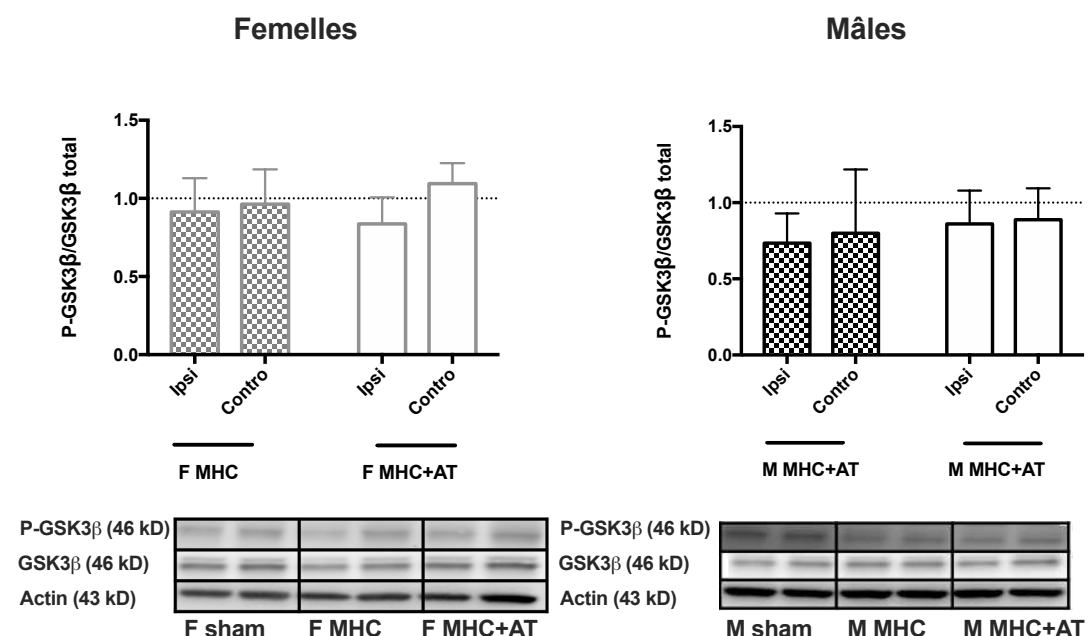 Femelles
P-GSK3β/GSK3β total
1.5
1.0
0.5
0.0
Ipsi
Contro
Ipsi
Contro
F MHC
F MHC+AT
P-GSK3β (46 kD)
GSK3β (46 kD)
Actin (43 kD)
F sham
F MHC
F MHC+AT
Mâles
P-GSK3β/GSK3β total
1.5
1.0
0.5
0.0
Ipsi
Contro
Ipsi
Contro
M MHC+AT
M MHC+AT
P-GSK3β (46 kD)
GSK3β (46 kD)
Actin (43 kD)
M sham
M MHC
M MHC+AT